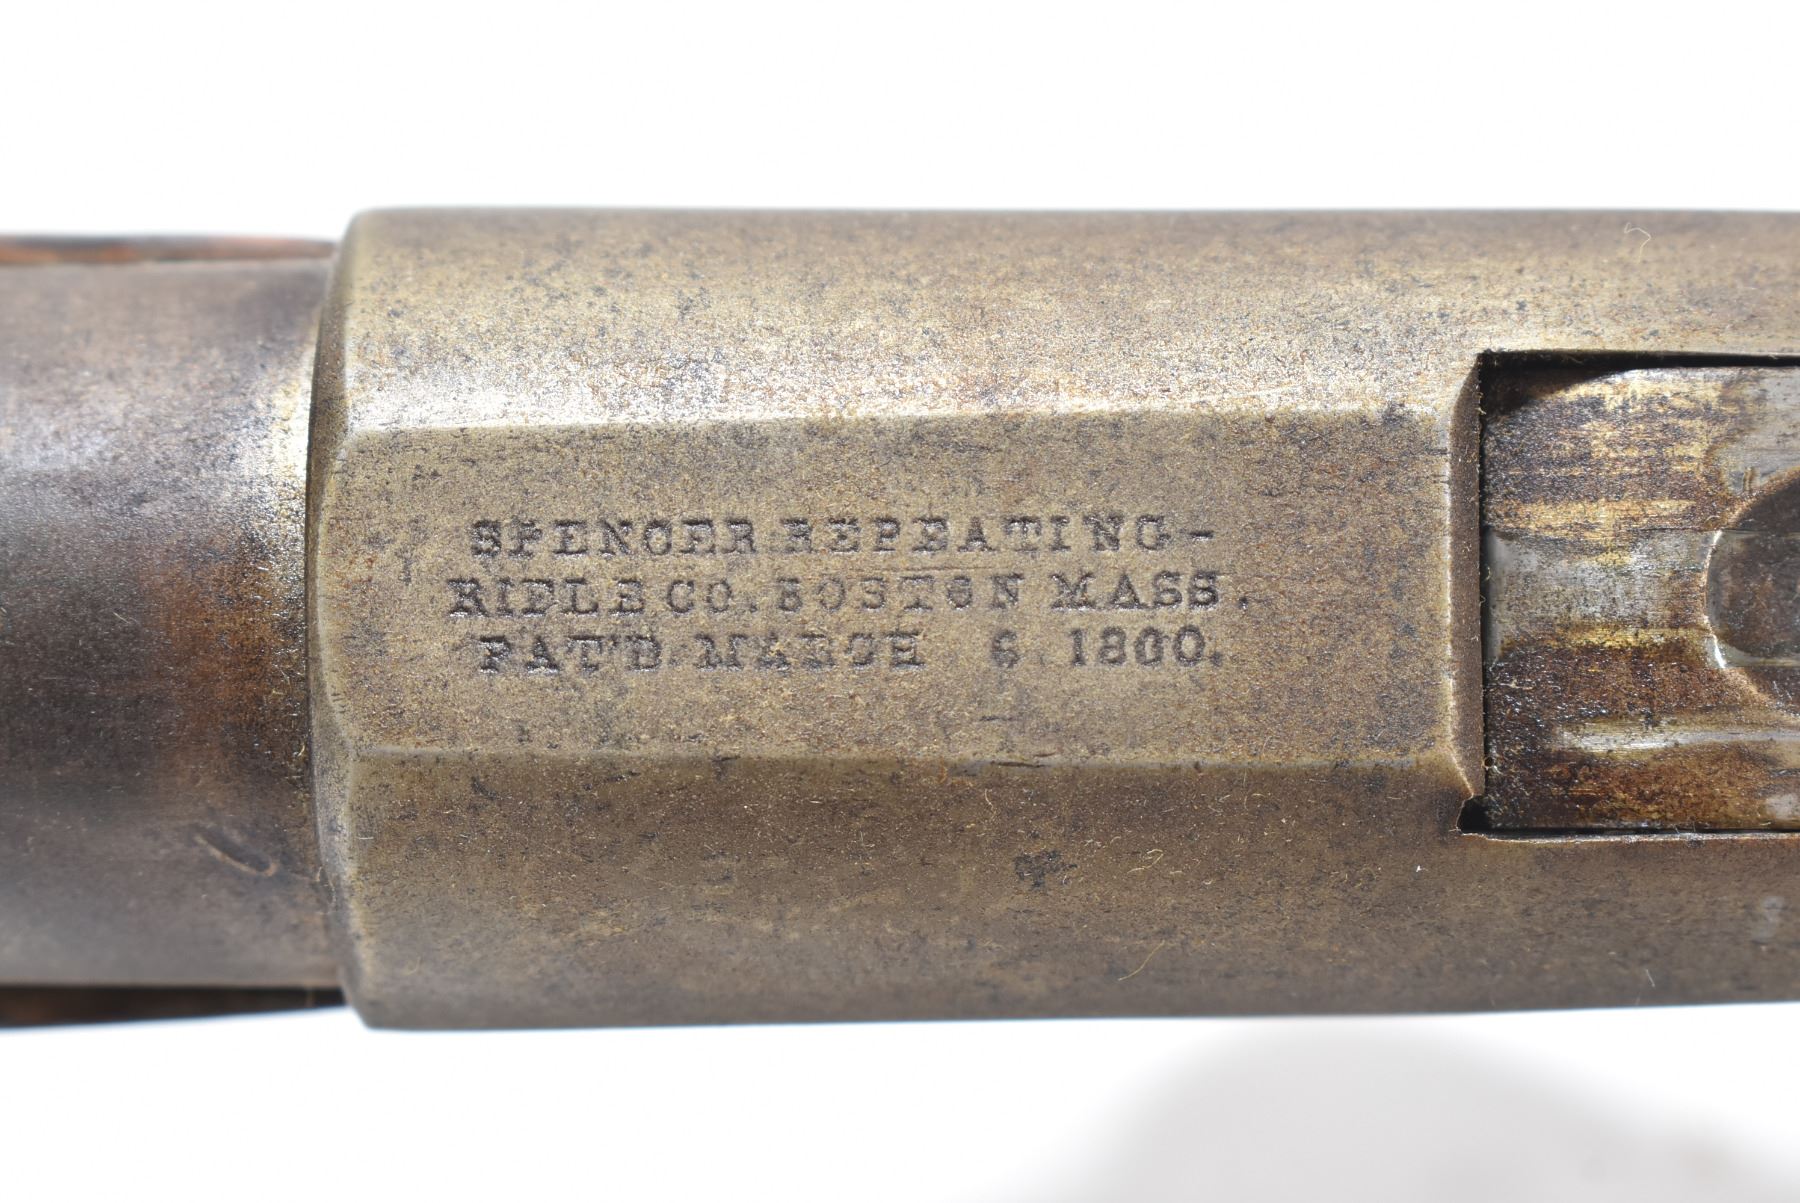 SPENCER REPEATING-
RIFLE CO. BOSTON MASS.
PAT'D. MARCH 6. 1860.